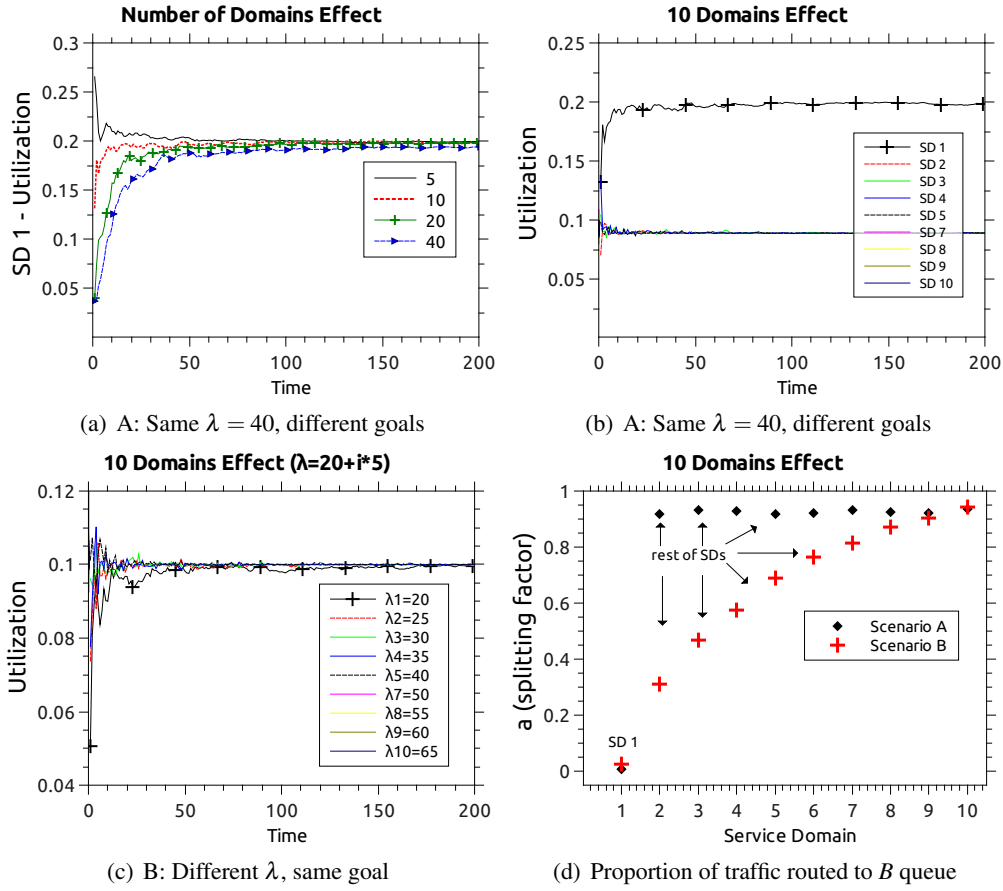 Number of Domains Effect
0.3
0.25
0.2
0.15
0.1
0.05
SD 1 - Utilization
5
10
20
40
0 50 100 150 200
Time
(a) A: Same λ = 40, different goals
10 Domains Effect
0.25
0.2
0.15
0.1
0.05
Utilization
SD 1
SD 2
SD 3
SD 4
SD 5
SD 7
SD 8
SD 9
SD 10
0 50 100 150 200
Time
(b) A: Same λ = 40, different goals
10 Domains Effect (λ=20+i*5)
0.12
0.1
0.08
0.06
0.04
Utilization
λ1=20
λ2=25
λ3=30
λ4=35
λ5=40
λ7=50
λ8=55
λ9=60
λ10=65
0 50 100 150 200
Time
(c) B: Different λ, same goal
10 Domains Effect
1
0.8
0.6
0.4
0.2
0
a (splitting factor)
rest of SDs
Scenario A
Scenario B
SD 1
1 2 3 4 5 6 7 8 9 10
Service Domain
(d) Proportion of traffic routed to B queue